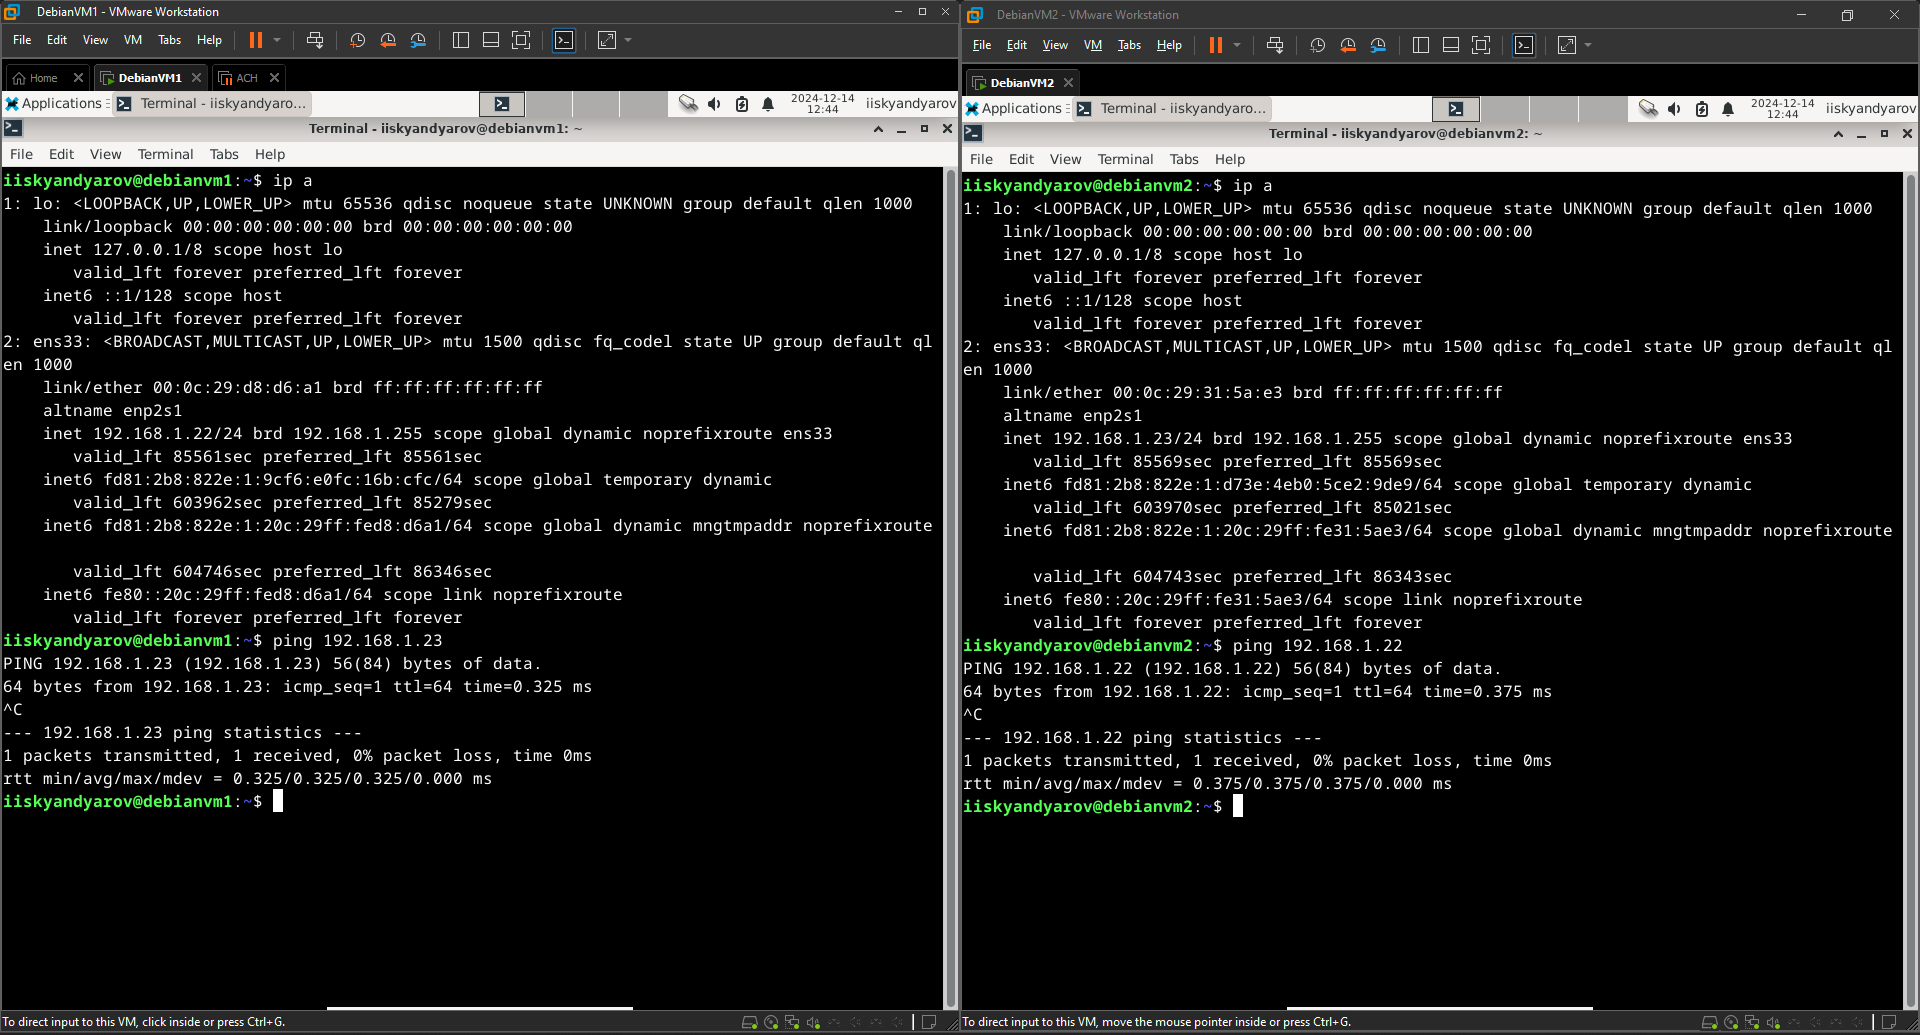 DebianVM1 - VMware Workstation
File Edit View VM Tabs Help
Home DebianVM1 ACH
Applications Terminal - iiskyandyaro... 2024-12-14 12:44 iiskyandyarov
Terminal - iiskyandyarov@debianvm1: ~
File Edit View Terminal Tabs Help
iiskyandyarov@debianvm1:~$ ip a
1: lo: <LOOPBACK,UP,LOWER_UP> mtu 65536 qdisc noqueue state UNKNOWN group default qlen 1000
    link/loopback 00:00:00:00:00:00 brd 00:00:00:00:00:00
    inet 127.0.0.1/8 scope host lo
       valid_lft forever preferred_lft forever
    inet6 ::1/128 scope host
       valid_lft forever preferred_lft forever
2: ens33: <BROADCAST,MULTICAST,UP,LOWER_UP> mtu 1500 qdisc fq_codel state UP group default ql
en 1000
    link/ether 00:0c:29:d8:d6:a1 brd ff:ff:ff:ff:ff:ff
    altname enp2s1
    inet 192.168.1.22/24 brd 192.168.1.255 scope global dynamic noprefixroute ens33
       valid_lft 85561sec preferred_lft 85561sec
    inet6 fd81:2b8:822e:1:9cf6:e0fc:16b:cfc/64 scope global temporary dynamic
       valid_lft 603962sec preferred_lft 85279sec
    inet6 fd81:2b8:822e:1:20c:29ff:fed8:d6a1/64 scope global dynamic mngtmpaddr noprefixroute
       valid_lft 604746sec preferred_lft 86346sec
    inet6 fe80::20c:29ff:fed8:d6a1/64 scope link noprefixroute
       valid_lft forever preferred_lft forever
iiskyandyarov@debianvm1:~$ ping 192.168.1.23
PING 192.168.1.23 (192.168.1.23) 56(84) bytes of data.
64 bytes from 192.168.1.23: icmp_seq=1 ttl=64 time=0.325 ms
^C
--- 192.168.1.23 ping statistics ---
1 packets transmitted, 1 received, 0% packet loss, time 0ms
rtt min/avg/max/mdev = 0.325/0.325/0.325/0.000 ms
iiskyandyarov@debianvm1:~$
To direct input to this VM, click inside or press Ctrl+G.
DebianVM2 - VMware Workstation
File Edit View VM Tabs Help
DebianVM2
Applications Terminal - iiskyandyaro... 2024-12-14 12:44 iiskyandyarov
Terminal - iiskyandyarov@debianvm2: ~
File Edit View Terminal Tabs Help
iiskyandyarov@debianvm2:~$ ip a
1: lo: <LOOPBACK,UP,LOWER_UP> mtu 65536 qdisc noqueue state UNKNOWN group default qlen 1000
    link/loopback 00:00:00:00:00:00 brd 00:00:00:00:00:00
    inet 127.0.0.1/8 scope host lo
       valid_lft forever preferred_lft forever
    inet6 ::1/128 scope host
       valid_lft forever preferred_lft forever
2: ens33: <BROADCAST,MULTICAST,UP,LOWER_UP> mtu 1500 qdisc fq_codel state UP group default ql
en 1000
    link/ether 00:0c:29:31:5a:e3 brd ff:ff:ff:ff:ff:ff
    altname enp2s1
    inet 192.168.1.23/24 brd 192.168.1.255 scope global dynamic noprefixroute ens33
       valid_lft 85569sec preferred_lft 85569sec
    inet6 fd81:2b8:822e:1:d73e:4eb0:5ce2:9de9/64 scope global temporary dynamic
       valid_lft 603970sec preferred_lft 85021sec
    inet6 fd81:2b8:822e:1:20c:29ff:fe31:5ae3/64 scope global dynamic mngtmpaddr noprefixroute
       valid_lft 604743sec preferred_lft 86343sec
    inet6 fe80::20c:29ff:fe31:5ae3/64 scope link noprefixroute
       valid_lft forever preferred_lft forever
iiskyandyarov@debianvm2:~$ ping 192.168.1.22
PING 192.168.1.22 (192.168.1.22) 56(84) bytes of data.
64 bytes from 192.168.1.22: icmp_seq=1 ttl=64 time=0.375 ms
^C
--- 192.168.1.22 ping statistics ---
1 packets transmitted, 1 received, 0% packet loss, time 0ms
rtt min/avg/max/mdev = 0.375/0.375/0.375/0.000 ms
iiskyandyarov@debianvm2:~$
To direct input to this VM, move the mouse pointer inside or press Ctrl+G.